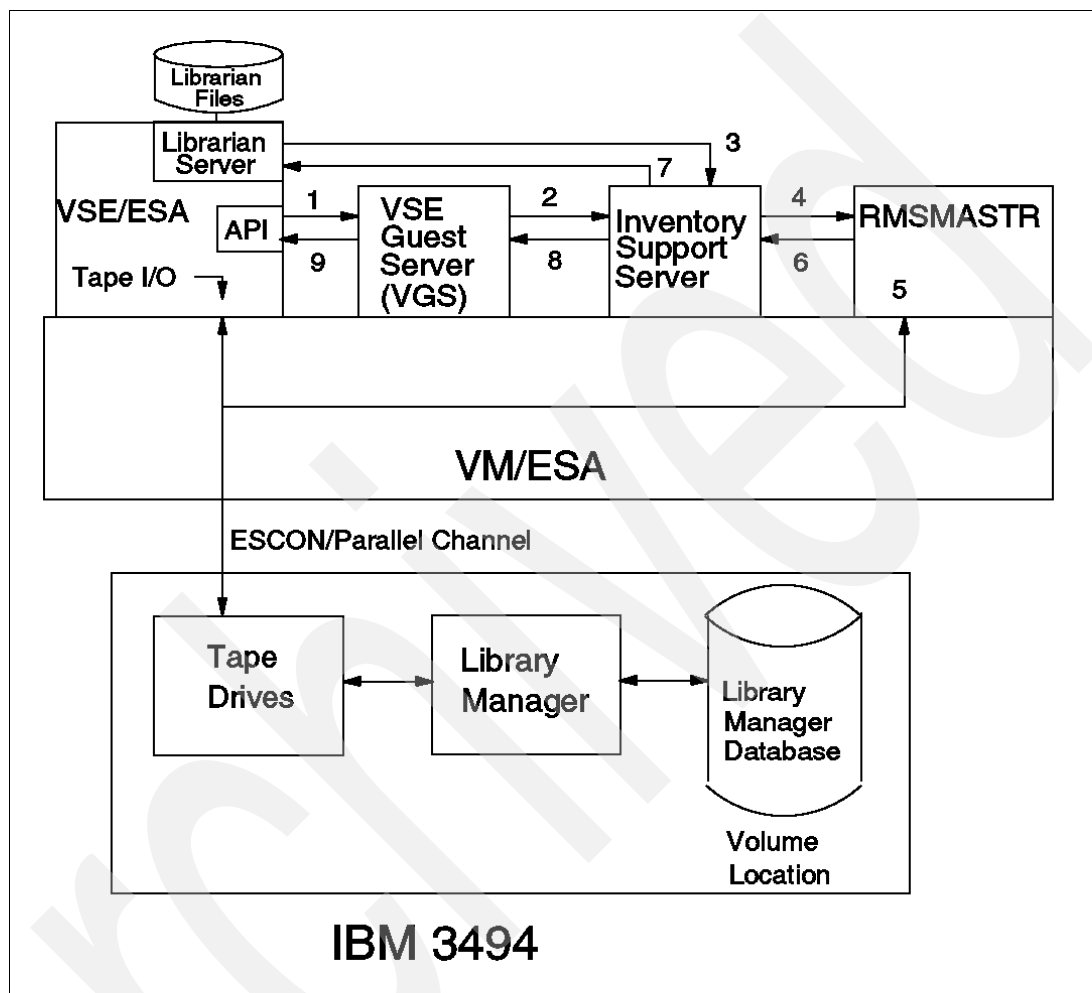 Librarian
Files
Librarian
Server
3
7
VSE/ESA
API
1
9
VSE
Guest
Server
(VGS)
2
8
Inventory
Support
Server
4
6
RMSMASTR
5
Tape I/O
VM/ESA
ESCON/Parallel Channel
Tape
Drives
Library
Manager
Library
Manager
Database
Volume
Location
IBM 3494
rchived